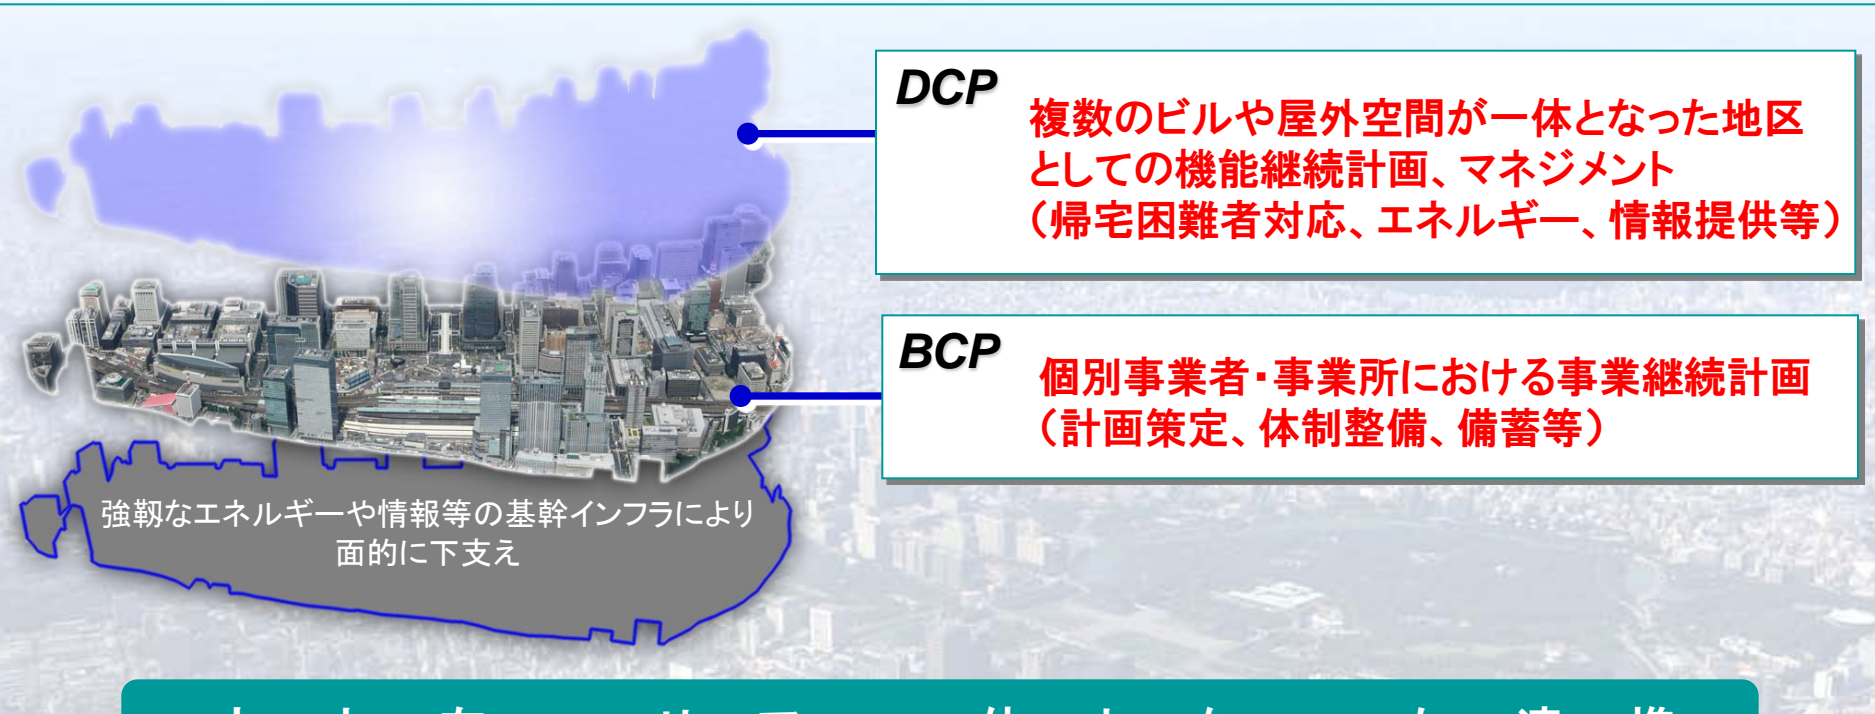 DCP
複数のビルや屋外空間が一体となった地区
としての機能継続計画、マネジメント
（帰宅困難者対応、エネルギー、情報提供等）
BCP
個別事業者・事業所における事業継続計画
（計画策定、体制整備、備蓄等）
強靱なエネルギーや情報等の基幹インフラにより
面的に下支え